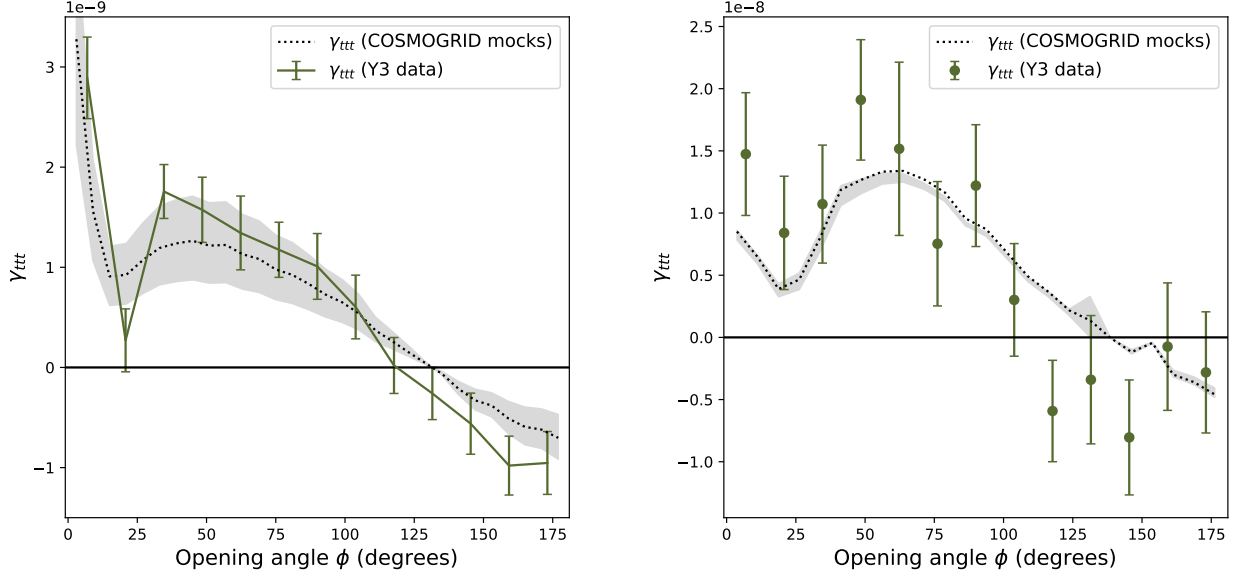 1e−9
γttt (COSMOGRID mocks)
γttt (Y3 data)
3
2
1
0
−1
γttt
0 25 50 75 100 125 150 175
Opening angle ϕ (degrees)
1e−8
γttt (COSMOGRID mocks)
γttt (Y3 data)
2.5
2.0
1.5
1.0
0.5
0.0
−0.5
−1.0
γttt
0 25 50 75 100 125 150 175
Opening angle ϕ (degrees)